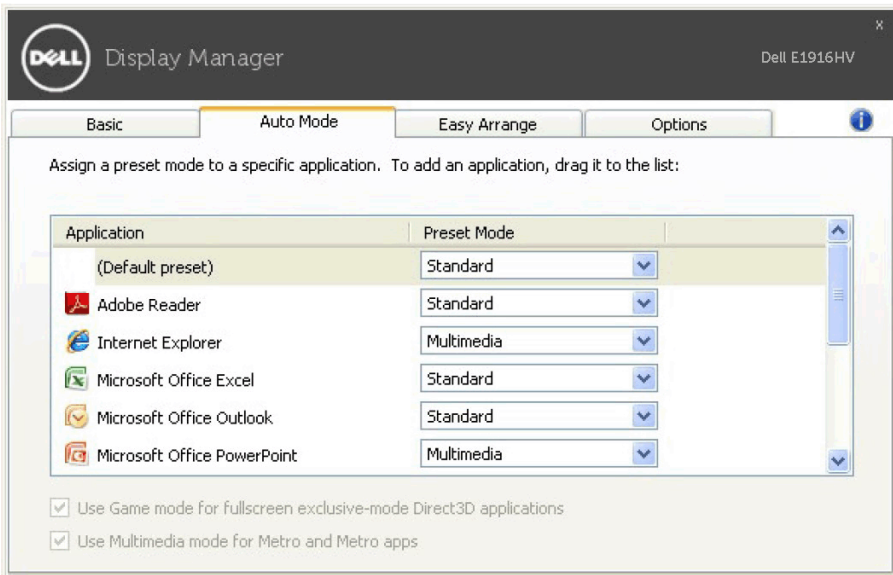 x
DELL Display Manager Dell E1916HV
Basic Auto Mode Easy Arrange Options i
Assign a preset mode to a specific application. To add an application, drag it to the list:
Application Preset Mode
(Default preset) Standard
Adobe Reader Standard
Internet Explorer Multimedia
Microsoft Office Excel Standard
Microsoft Office Outlook Standard
Microsoft Office PowerPoint Multimedia
Use Game mode for fullscreen exclusive-mode Direct3D applications
Use Multimedia mode for Metro and Metro apps